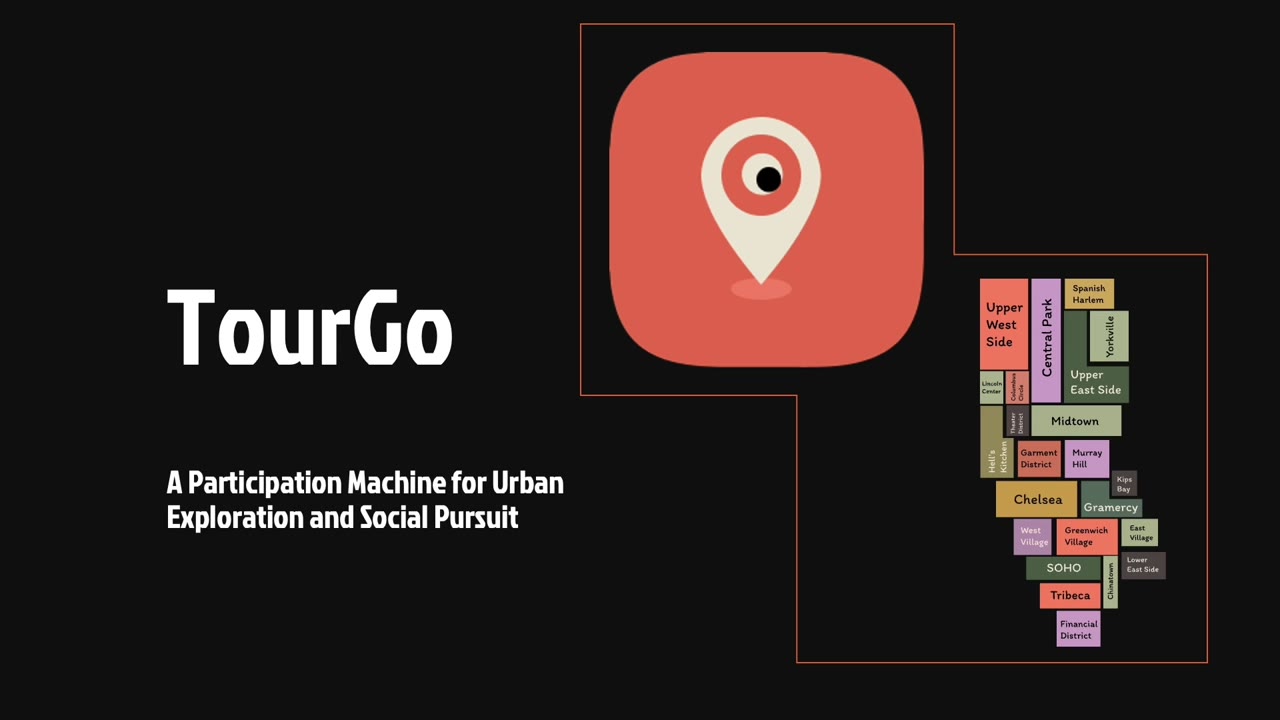 TourGo
A Participation Machine for Urban
Exploration and Social Pursuit
Upper
West
Side
Central Park
Spanish
Harlem
Yorkville
Upper
East Side
Lincoln
Center
Columbus
Circle
Theater
District
Midtown
Hell's
Kitchen
Garment
District
Murray
Hill
Kips
Bay
Chelsea
Gramercy
West
Village
Greenwich
Village
East
Village
SOHO
Chinatown
Lower
East Side
Tribeca
Financial
District